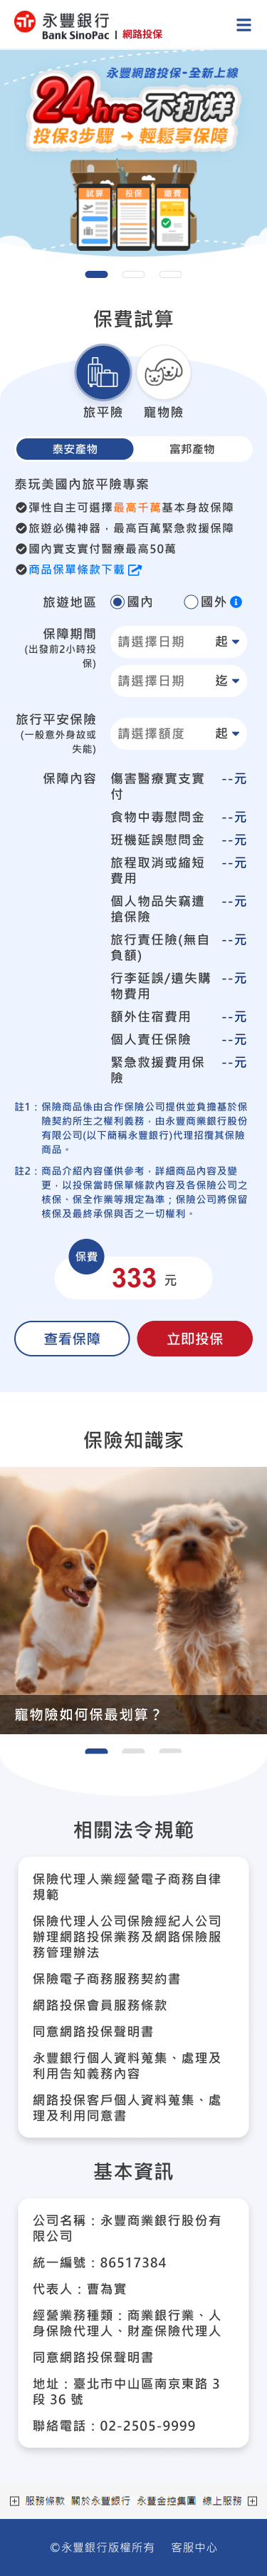 永豐銀行
Bank SinoPac | 網路投保
永豐網路投保-全新上線
24hrs不打烊
投保3步驟 ➔ 輕鬆享保障
試算 投保 繳費
保費試算
旅平險 寵物險
泰安產物 富邦產物
泰玩美國內旅平險專案
彈性自主可選擇最高千萬基本身故保障
旅遊必備神器，最高百萬緊急救援保障
國內實支實付醫療最高50萬
商品保單條款下載
旅遊地區 國內 國外
保障期間 請選擇日期 起
(出發前2小時投
保)
請選擇日期 迄
旅行平安保險 請選擇額度 起
(一般意外身故或
失能)
保障內容 傷害醫療實支實 --元
付
食物中毒慰問金 --元
班機延誤慰問金 --元
旅程取消或縮短 --元
費用
個人物品失竊遭 --元
搶保險
旅行責任險(無自 --元
負額)
行李延誤/遺失購 --元
物費用
額外住宿費用 --元
個人責任保險 --元
緊急救援費用保 --元
險
註1：保險商品係由合作保險公司提供並負擔基於保
險契約所生之權利義務，由永豐商業銀行股份
有限公司(以下簡稱永豐銀行)代理招攬其保險
商品。
註2：商品介紹內容僅供參考，詳細商品內容及變
更，以投保當時保單條款內容及各保險公司之
核保、保全作業等規定為準；保險公司將保留
核保及最終承保與否之一切權利。
保費
333 元
查看保障 立即投保
保險知識家
寵物險如何保最划算？
相關法令規範
保險代理人業經營電子商務自律
規範
保險代理人公司保險經紀人公司
辦理網路投保業務及網路保險服
務管理辦法
保險電子商務服務契約書
網路投保會員服務條款
同意網路投保聲明書
永豐銀行個人資料蒐集、處理及
利用告知義務內容
網路投保客戶個人資料蒐集、處
理及利用同意書
基本資訊
公司名稱：永豐商業銀行股份有
限公司
統一編號：86517384
代表人：曹為實
經營業務種類：商業銀行業、人
身保險代理人、財產保險代理人
同意網路投保聲明書
地址：臺北市中山區南京東路 3
段 36 號
聯絡電話：02-2505-9999
服務條款 關於永豐銀行 永豐金控集團 線上服務
©永豐銀行版權所有 客服中心